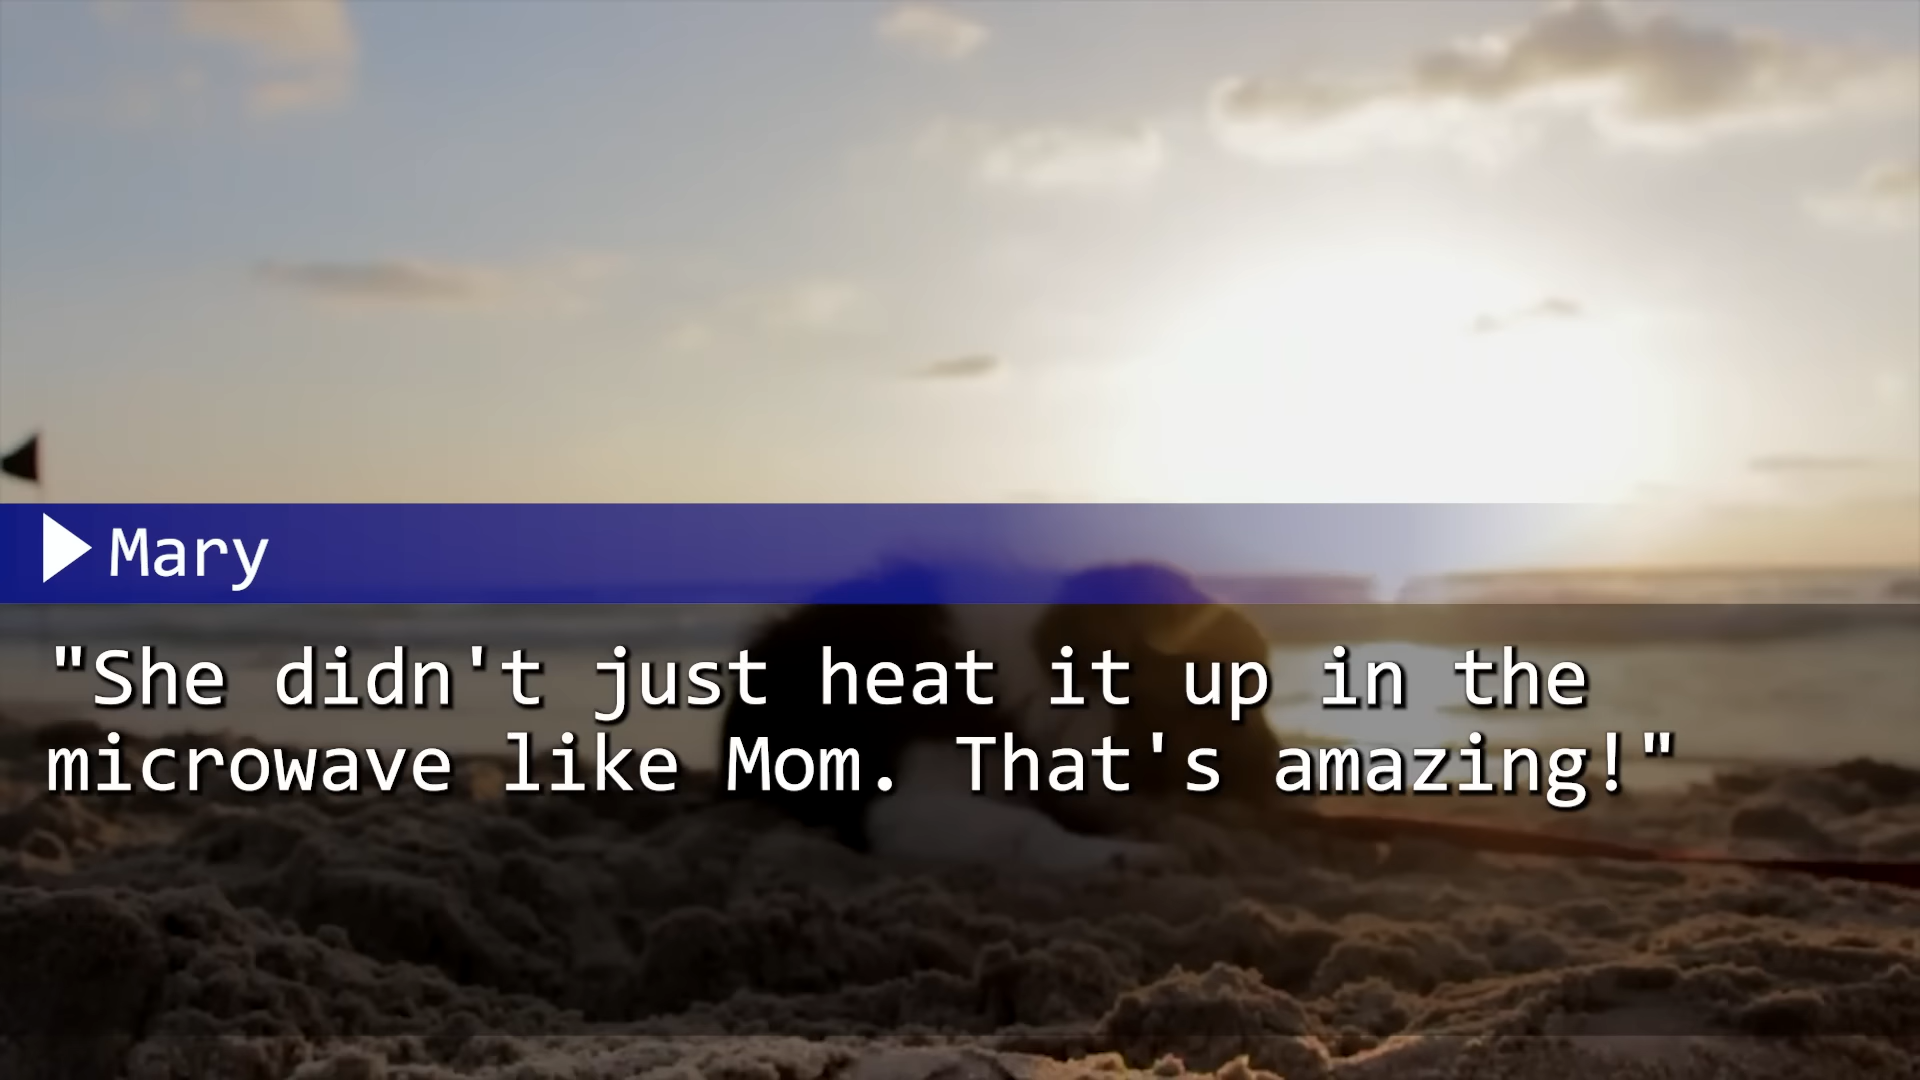 Mary
"She didn't just heat it up in the
microwave like Mom. That's amazing!"